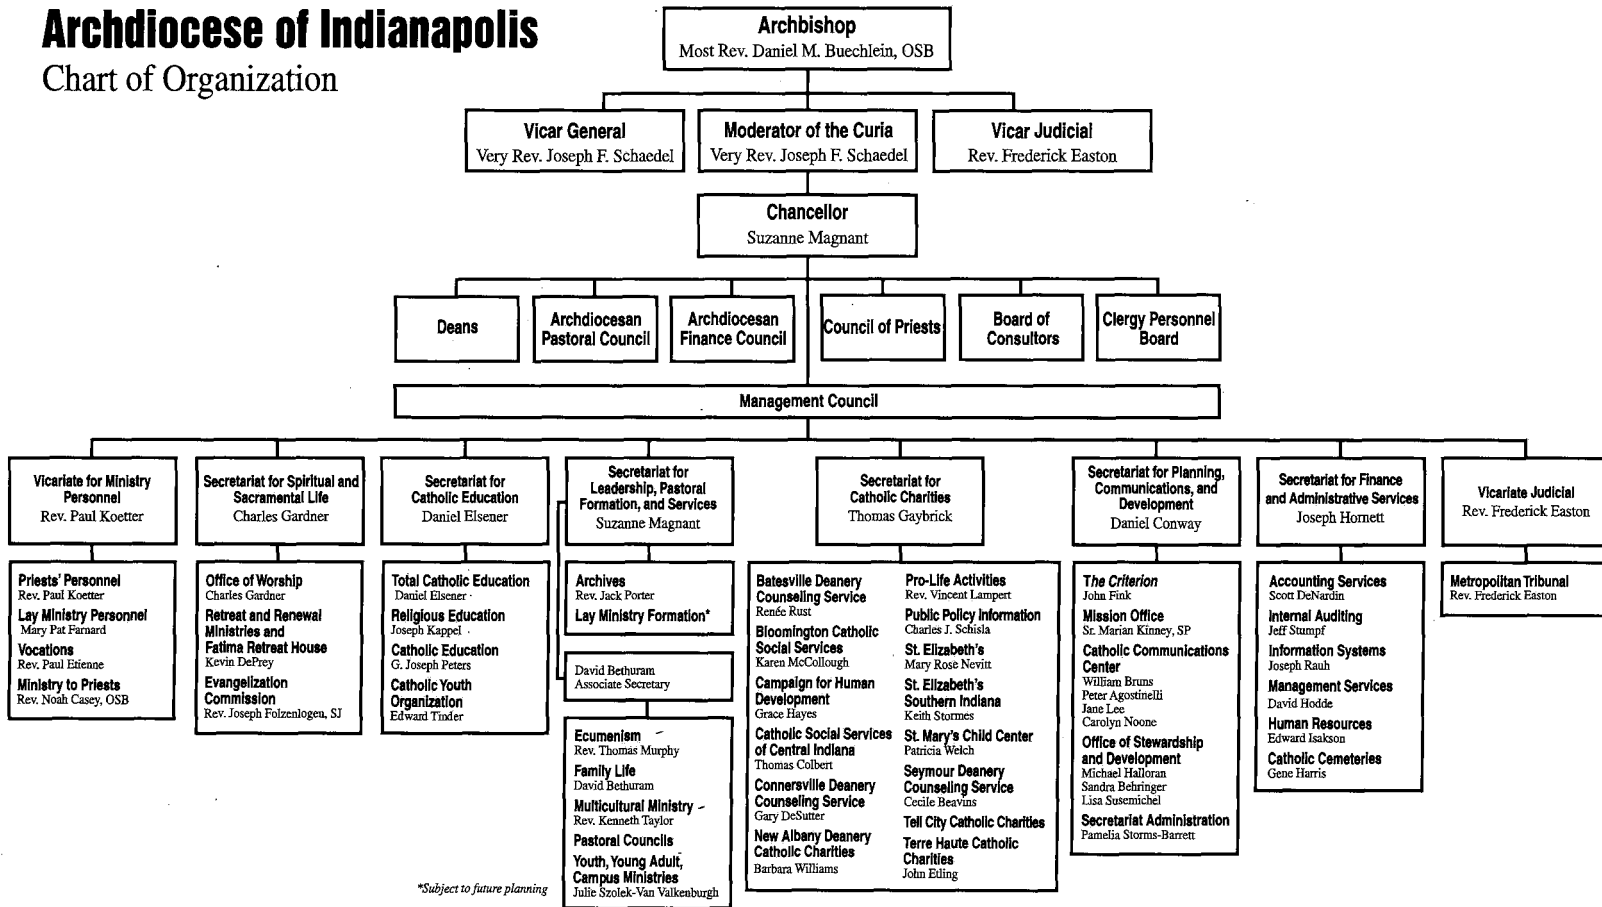 Archdiocese of Indianapolis
Chart of Organization
Archbishop
Most Rev. Daniel M. Buechlein, OSB
Vicar General
Very Rev. Joseph F. Schaedel
Moderator of the Curia
Very Rev. Joseph F. Schaedel
Vicar Judicial
Rev. Frederick Easton
Chancellor
Suzanne Magnant
Deans
Archdiocesan
Pastoral Council
Archdiocesan
Finance Council
Council of Priests
Board of
Consultors
Clergy Personnel
Board
Management Council
Vicariate for Ministry
Personnel
Rev. Paul Koetter
Priests' Personnel
Rev. Paul Koetter
Lay Ministry Personnel
Mary Pat Farnard
Vocations
Rev. Paul Etienne
Ministry to Priests
Rev. Noah Casey, OSB
Secretariat for Spiritual and
Sacramental Life
Charles Gardner
Office of Worship
Charles Gardner
Retreat and Renewal
Ministries and
Fatima Retreat House
Kevin DePrey
Evangelization
Commission
Rev. Joseph Folzenlogen, SJ
Secretariat for
Catholic Education
Daniel Elsener
Total Catholic Education
Daniel Elsener
Religious Education
Joseph Kappel
Catholic Education
G. Joseph Peters
Catholic Youth
Organization
Edward Tinder
Secretariat for
Leadership, Pastoral
Formation, and Services
Suzanne Magnant
Archives
Rev. Jack Porter
Lay Ministry Formation*
David Bethuram
Associate Secretary
Ecumenism
Rev. Thomas Murphy
Family Life
David Bethuram
Multicultural Ministry
Rev. Kenneth Taylor
Pastoral Councils
Youth, Young Adult,
Campus Ministries
Julie Szolek-Van Valkenburgh
*Subject to future planning
Secretariat for
Catholic Charities
Thomas Gaybrick
Batesville Deanery
Counseling Service
Renée Rust
Bloomington Catholic
Social Services
Karen McCollough
Campaign for Human
Development
Grace Hayes
Catholic Social Services
of Central Indiana
Thomas Colbert
Connersville Deanery
Counseling Service
Gary DeSutter
New Albany Deanery
Catholic Charities
Barbara Williams
Pro-Life Activities
Rev. Vincent Lampert
Public Policy Information
Charles J. Schisla
St. Elizabeth's
Mary Rose Nevitt
St. Elizabeth's
Southern Indiana
Keith Stormes
St. Mary's Child Center
Patricia Welch
Seymour Deanery
Counseling Service
Cecile Beavins
Tell City Catholic Charities
Terre Haute Catholic
Charities
John Etling
Secretariat for Planning,
Communications, and
Development
Daniel Conway
The Criterion
John Fink
Mission Office
Sr. Marian Kinney, SP
Catholic Communications
Center
William Bruns
Peter Agostinelli
Jane Lee
Carolyn Noone
Office of Stewardship
and Development
Michael Halloran
Sandra Behringer
Lisa Susemichel
Secretariat Administration
Pamelia Storms-Barrett
Secretariat for Finance
and Administrative Services
Joseph Hornett
Accounting Services
Scott DeNardin
Internal Auditing
Jeff Stumpf
Information Systems
Joseph Rauh
Management Services
David Hodde
Human Resources
Edward Isakson
Catholic Cemeteries
Gene Harris
Vicariate Judicial
Rev. Frederick Easton
Metropolitan Tribunal
Rev. Frederick Easton